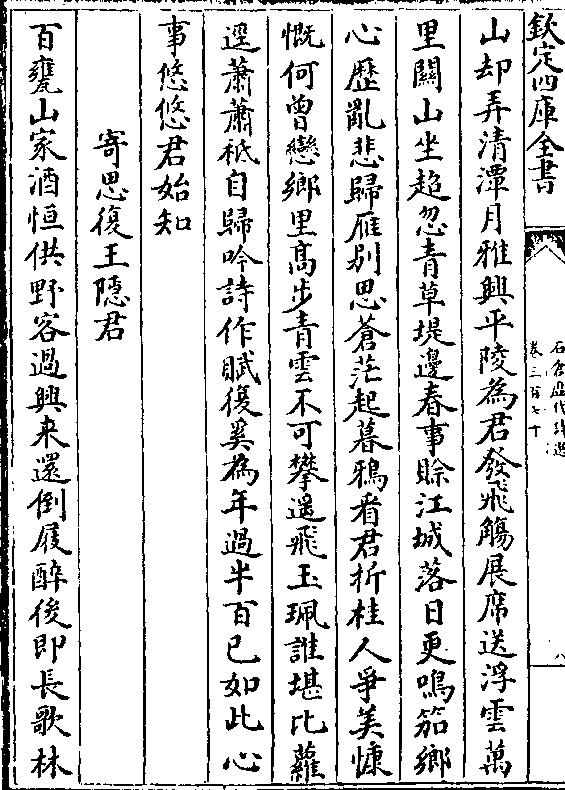 欽定四庫全書
石倉歷代詩選
卷三百七十
八
山却弄清潭月雅興平陵為君發飛觴展席送浮雲萬
里關山坐超忽青草堤邊春事賒江城落日更鳴笳鄉
心歷亂悲歸雁别思蒼茫起暮鴉看君折桂人爭羙慷
慨何曾戀鄉里髙步青雲不可攀遥飛玉珮誰堪比蘿
逕蕭蕭祇自歸吟詩作賦復奚為年過半百已如此心
事悠悠君始知
寄思復王隠君
百甕山家酒恒供野客過興来還倒屐醉後即長歌林